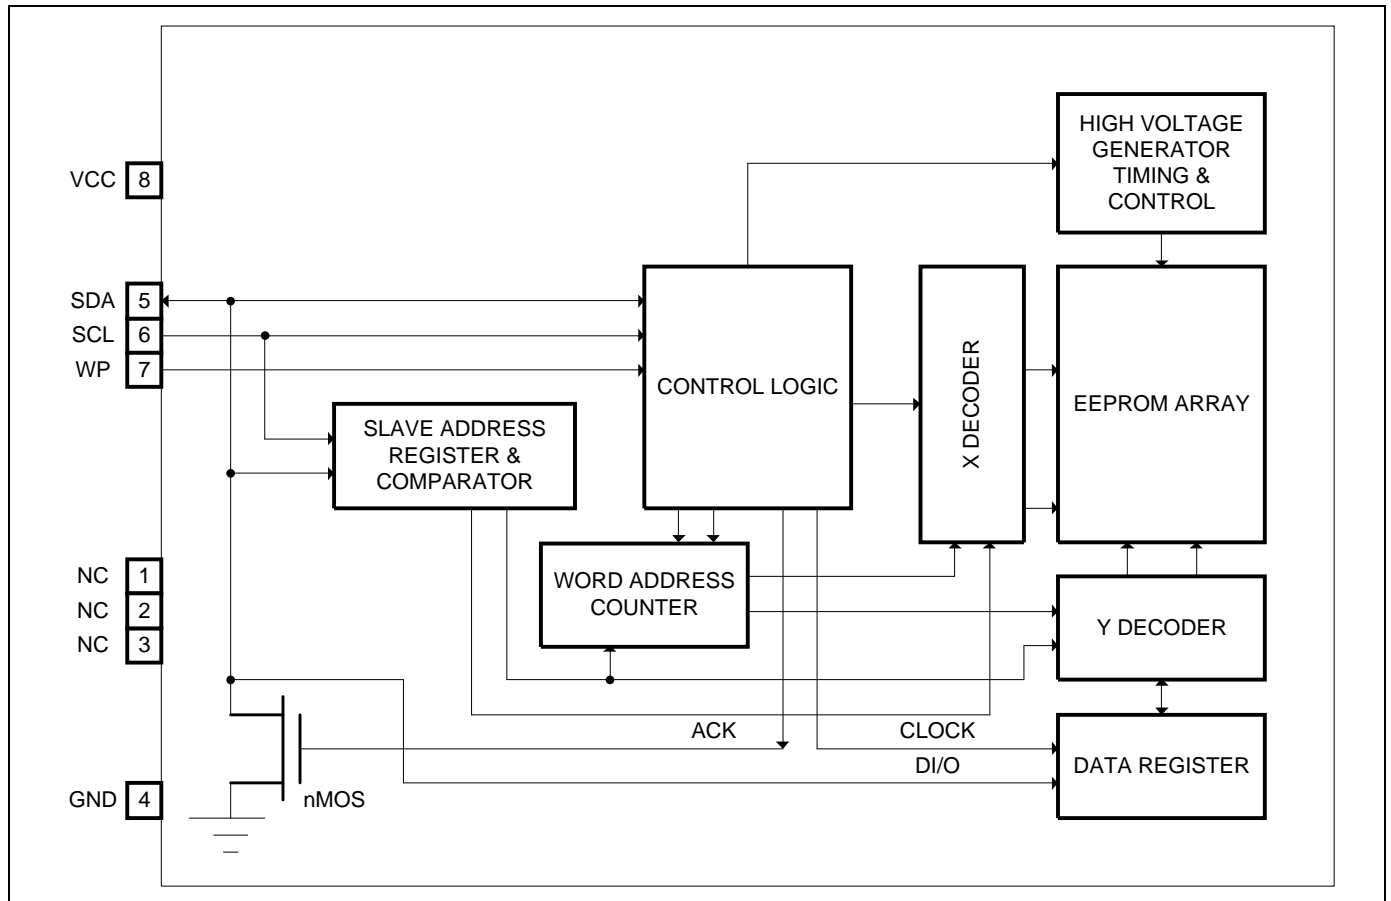 HIGH VOLTAGE
GENERATOR
TIMING &
CONTROL
VCC 8
SDA 5
SCL 6
WP 7
CONTROL LOGIC
X DECODER
EEPROM ARRAY
SLAVE ADDRESS
REGISTER &
COMPARATOR
NC 1
NC 2
NC 3
WORD ADDRESS
COUNTER
Y DECODER
ACK
CLOCK
DI/O
DATA REGISTER
GND 4
nMOS